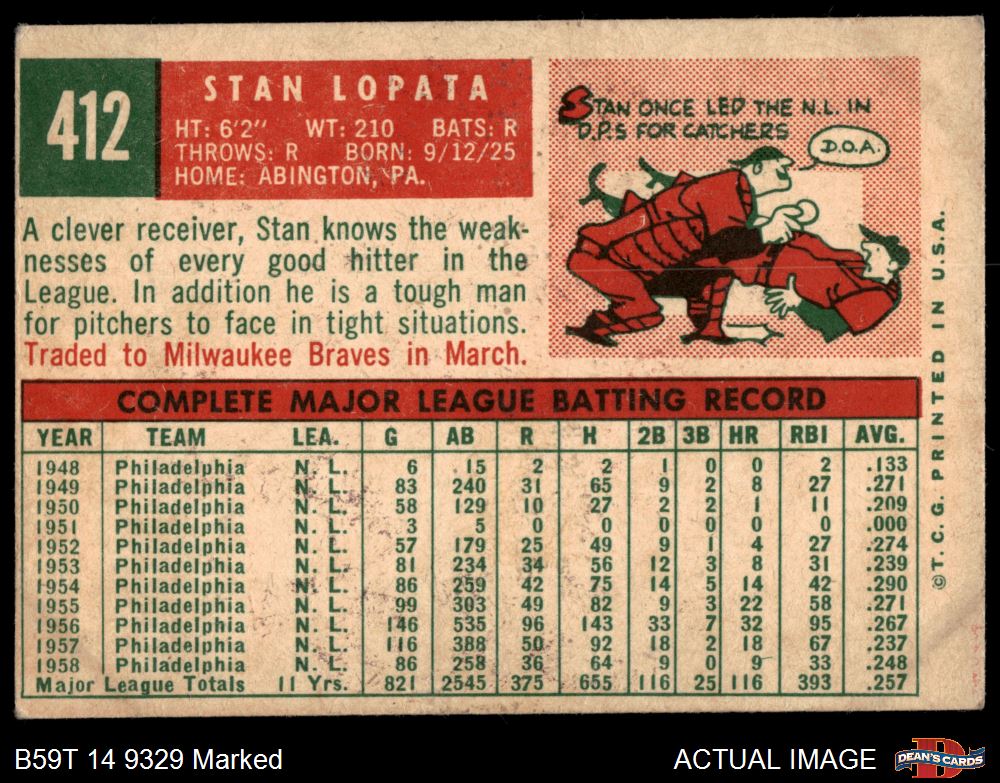 412
STAN LOPATA
HT: 6'2" WT: 210 BATS: R
THROWS: R BORN: 9/12/25
HOME: ABINGTON, PA.
STAN ONCE LED THE N.L. IN
D.P.S FOR CATCHERS
D.O.A.
A clever receiver, Stan knows the weak-
nesses of every good hitter in the
League. In addition he is a tough man
for pitchers to face in tight situations.
Traded to Milwaukee Braves in March.
COMPLETE MAJOR LEAGUE BATTING RECORD
YEAR TEAM LEA. G AB R H 2B 3B HR RBI AVG.
1948 Philadelphia N. L. 6 15 2 2 1 0 0 2 .133
1949 Philadelphia N. L. 83 240 31 65 9 2 8 27 .271
1950 Philadelphia N. L. 58 129 10 27 2 2 1 11 .209
1951 Philadelphia N. L. 3 5 0 0 0 0 0 0 .000
1952 Philadelphia N. L. 57 179 25 49 9 1 4 27 .274
1953 Philadelphia N. L. 81 234 34 56 12 3 8 31 .239
1954 Philadelphia N. L. 86 259 42 75 14 5 14 42 .290
1955 Philadelphia N. L. 99 303 49 82 9 3 22 58 .271
1956 Philadelphia N. L. 146 535 96 143 33 7 32 95 .267
1957 Philadelphia N. L. 116 388 50 92 18 2 18 67 .237
1958 Philadelphia N. L. 86 258 36 64 9 0 9 33 .248
Major League Totals 11 Yrs. 821 2545 375 655 116 25 116 393 .257
©T. C. G. PRINTED IN U.S.A.
B59T 14 9329 Marked
ACTUAL IMAGE
D
DEAN'S CARDS